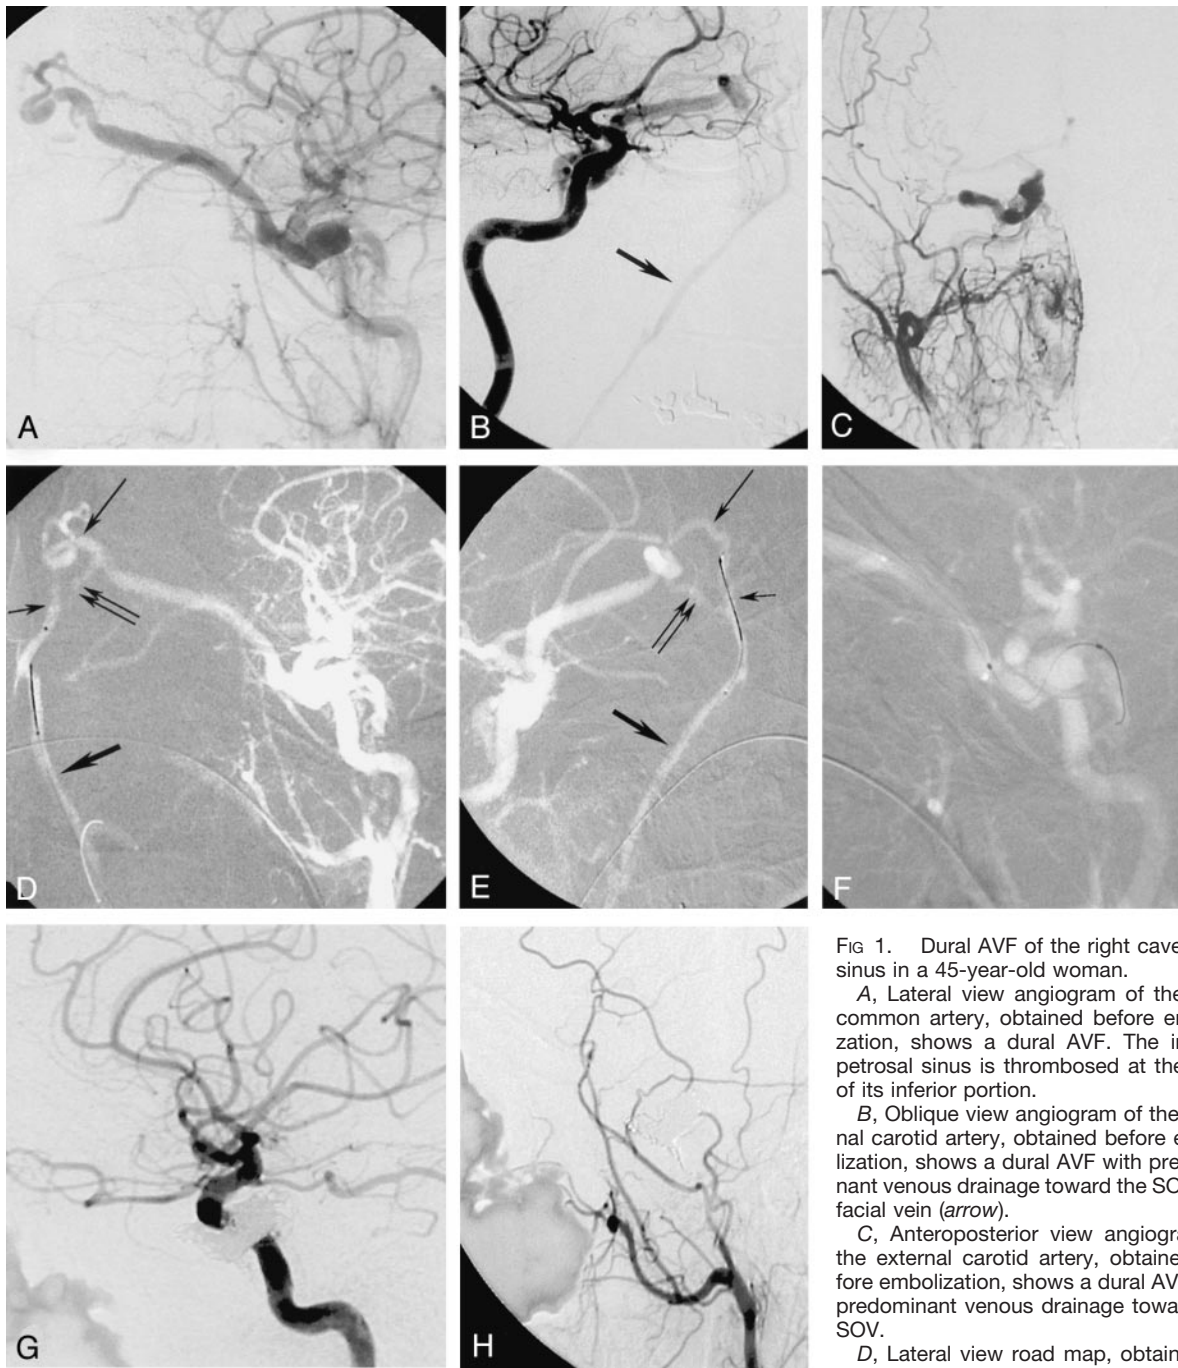 A
B
C
D
E
F
G
H
FIG 1. Dural AVF of the right cave
sinus in a 45-year-old woman.
A, Lateral view angiogram of the
common artery, obtained before en
zation, shows a dural AVF. The in
petrosal sinus is thrombosed at the
of its inferior portion.
B, Oblique view angiogram of the
nal carotid artery, obtained before e
lization, shows a dural AVF with pre
nant venous drainage toward the SO
facial vein (arrow).
C, Anteroposterior view angiogra
the external carotid artery, obtaine
fore embolization, shows a dural AV
predominant venous drainage towa
SOV.
D, Lateral view road map, obtain